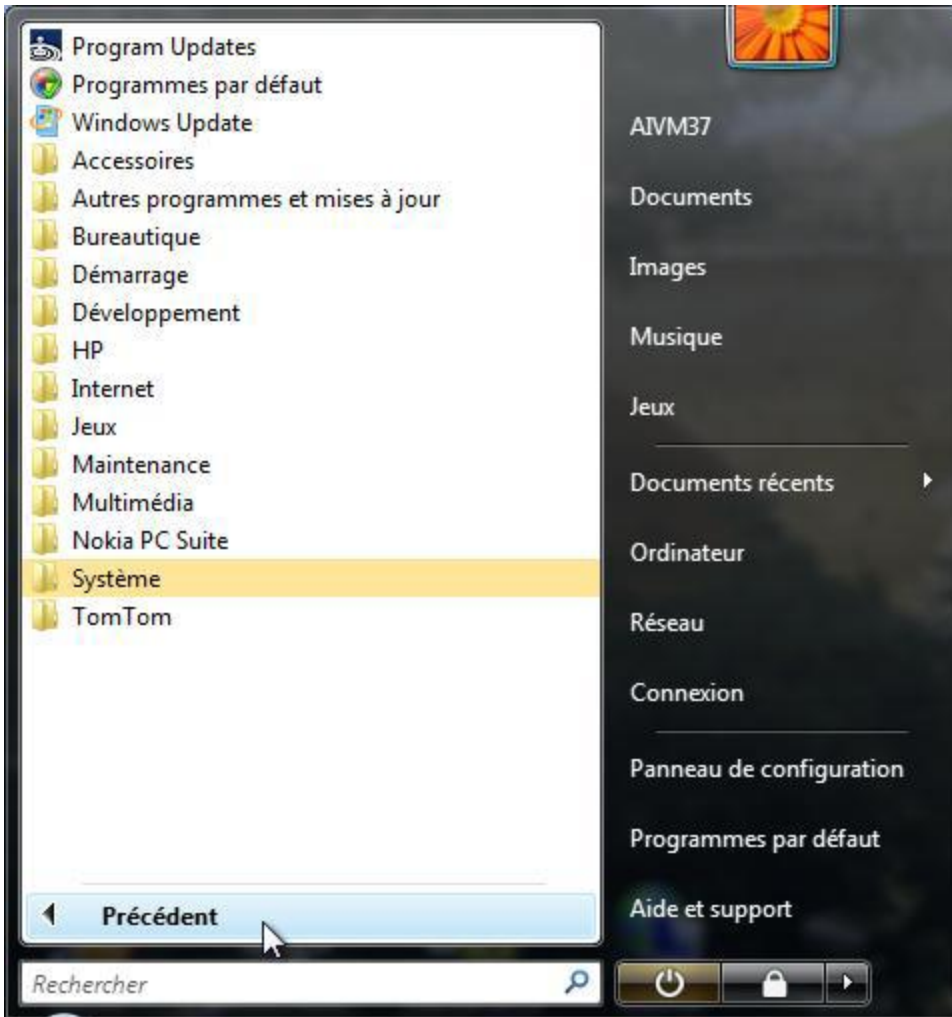 Program Updates
Programmes par défaut
Windows Update
Accessoires
Autres programmes et mises à jour
Bureautique
Démarrage
Développement
HP
Internet
Jeux
Maintenance
Multimédia
Nokia PC Suite
Système
TomTom
Précédent
Rechercher
AIVM37
Documents
Images
Musique
Jeux
Documents récents
Ordinateur
Réseau
Connexion
Panneau de configuration
Programmes par défaut
Aide et support